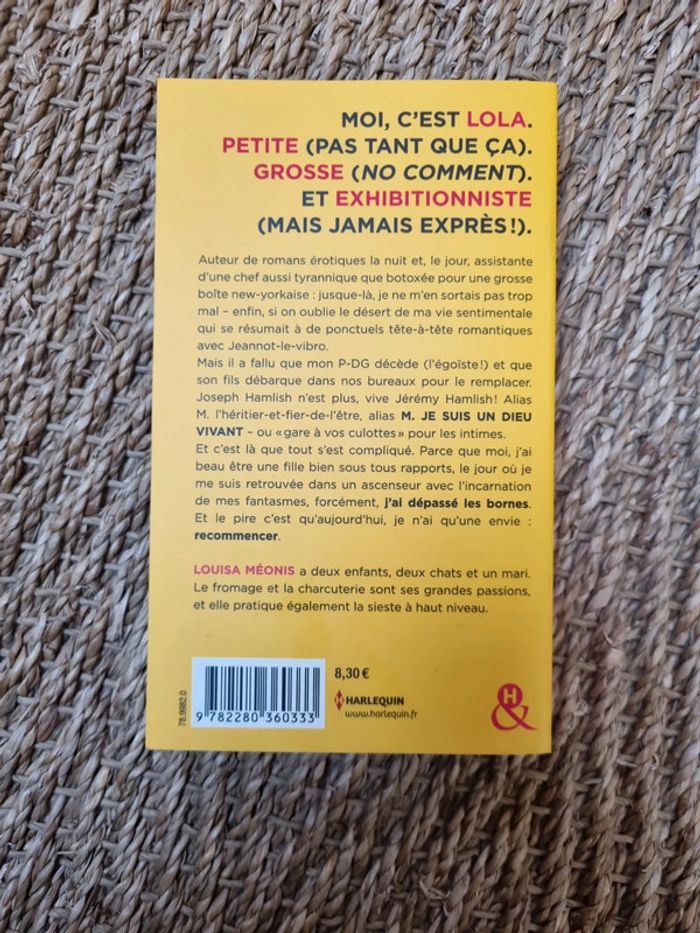 MOI, C'EST LOLA.
PETITE (PAS TANT QUE ÇA).
GROSSE (NO COMMENT).
ET EXHIBITIONNISTE
(MAIS JAMAIS EXPRÈS !).
Auteur de romans érotiques la nuit et, le jour, assistante
d'une chef aussi tyrannique que botoxée pour une grosse
boîte new-yorkaise : jusque-là, je ne m'en sortais pas trop
mal – enfin, si on oublie le désert de ma vie sentimentale
qui se résumait à de ponctuels tête-à-tête romantiques
avec Jeannot-le-vibro.
Mais il a fallu que mon P-DG décède (l'égoïste !) et que
son fils débarque dans nos bureaux pour le remplacer.
Joseph Hamlish n'est plus, vive Jérémy Hamlish ! Alias
M. l'héritier-et-fier-de-l'être, alias M. JE SUIS UN DIEU
VIVANT – ou « gare à vos culottes » pour les intimes.
Et c'est là que tout s'est compliqué. Parce que moi, j'ai
beau être une fille bien sous tous rapports, le jour où je
me suis retrouvée dans un ascenseur avec l'incarnation
de mes fantasmes, forcément, j'ai dépassé les bornes.
Et le pire c'est qu'aujourd'hui, je n'ai qu'une envie :
recommencer.
LOUISA MÉONIS a deux enfants, deux chats et un mari.
Le fromage et la charcuterie sont ses grandes passions,
et elle pratique également la sieste à haut niveau.
78.9982.0
9 782280 360333
8,30 €
HARLEQUIN
www.harlequin.fr
H
&